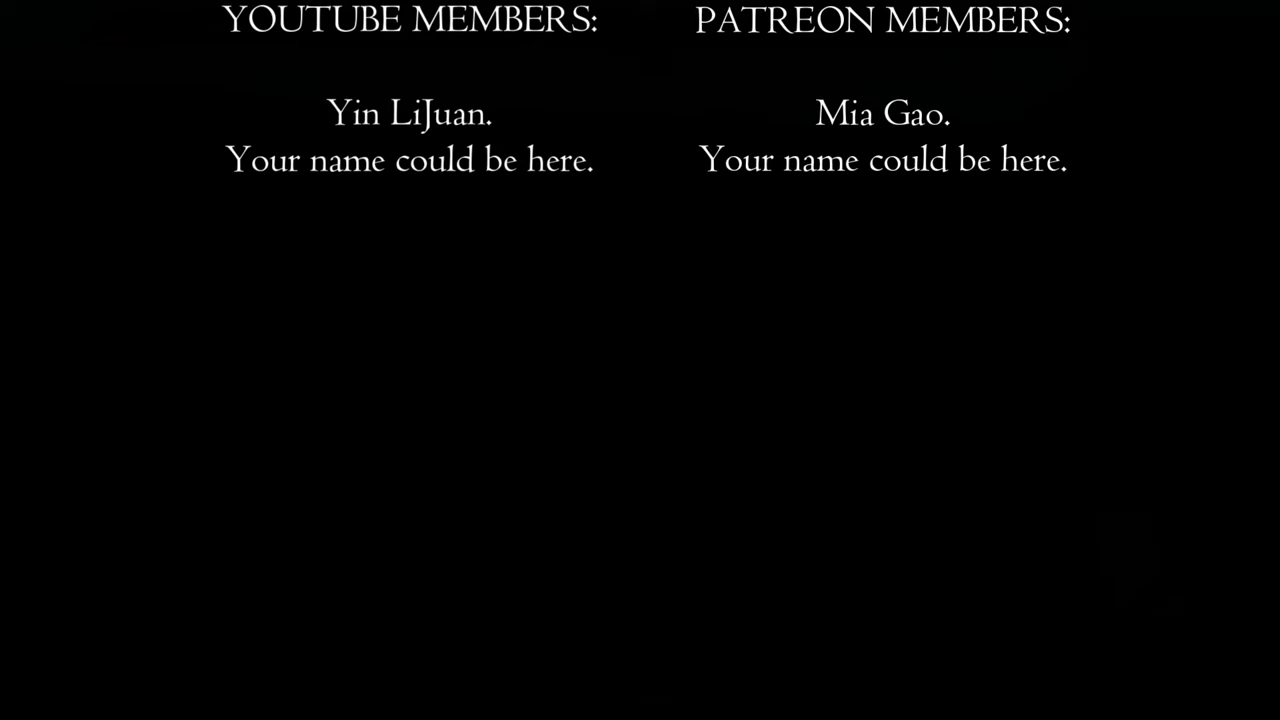 YOUTUBE MEMBERS:
Yin LiJuan.
Your name could be here.
PATREON MEMBERS:
Mia Gao.
Your name could be here.